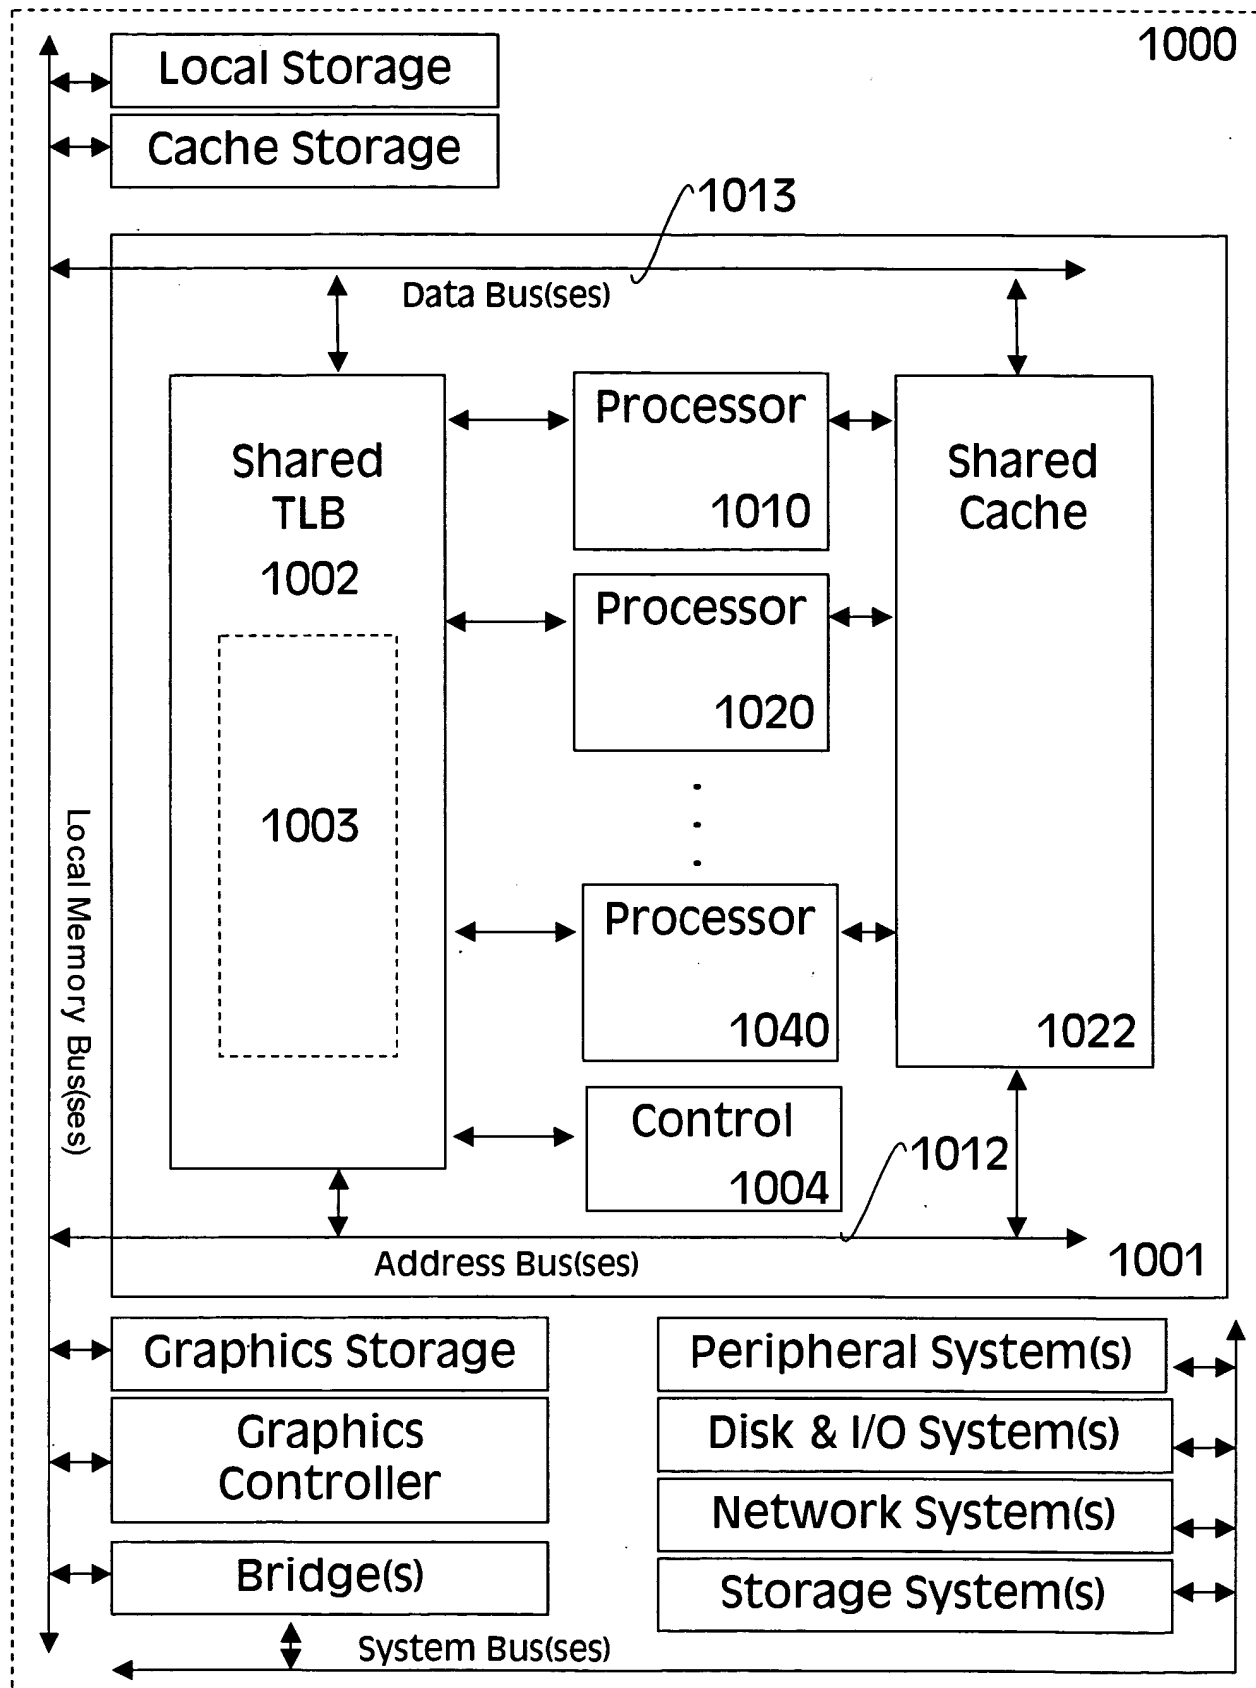 1000
Local Storage
Cache Storage
1013
Data Bus(ses)
Shared
TLB
1002
1003
Processor
1010
Processor
1020
Processor
1040
Control
1004
Shared
Cache
1022
1012
Address Bus(ses)
1001
Local Memory Bus(ses)
Graphics Storage
Graphics
Controller
Bridge(s)
Peripheral System(s)
Disk & I/O System(s)
Network System(s)
Storage System(s)
System Bus(ses)